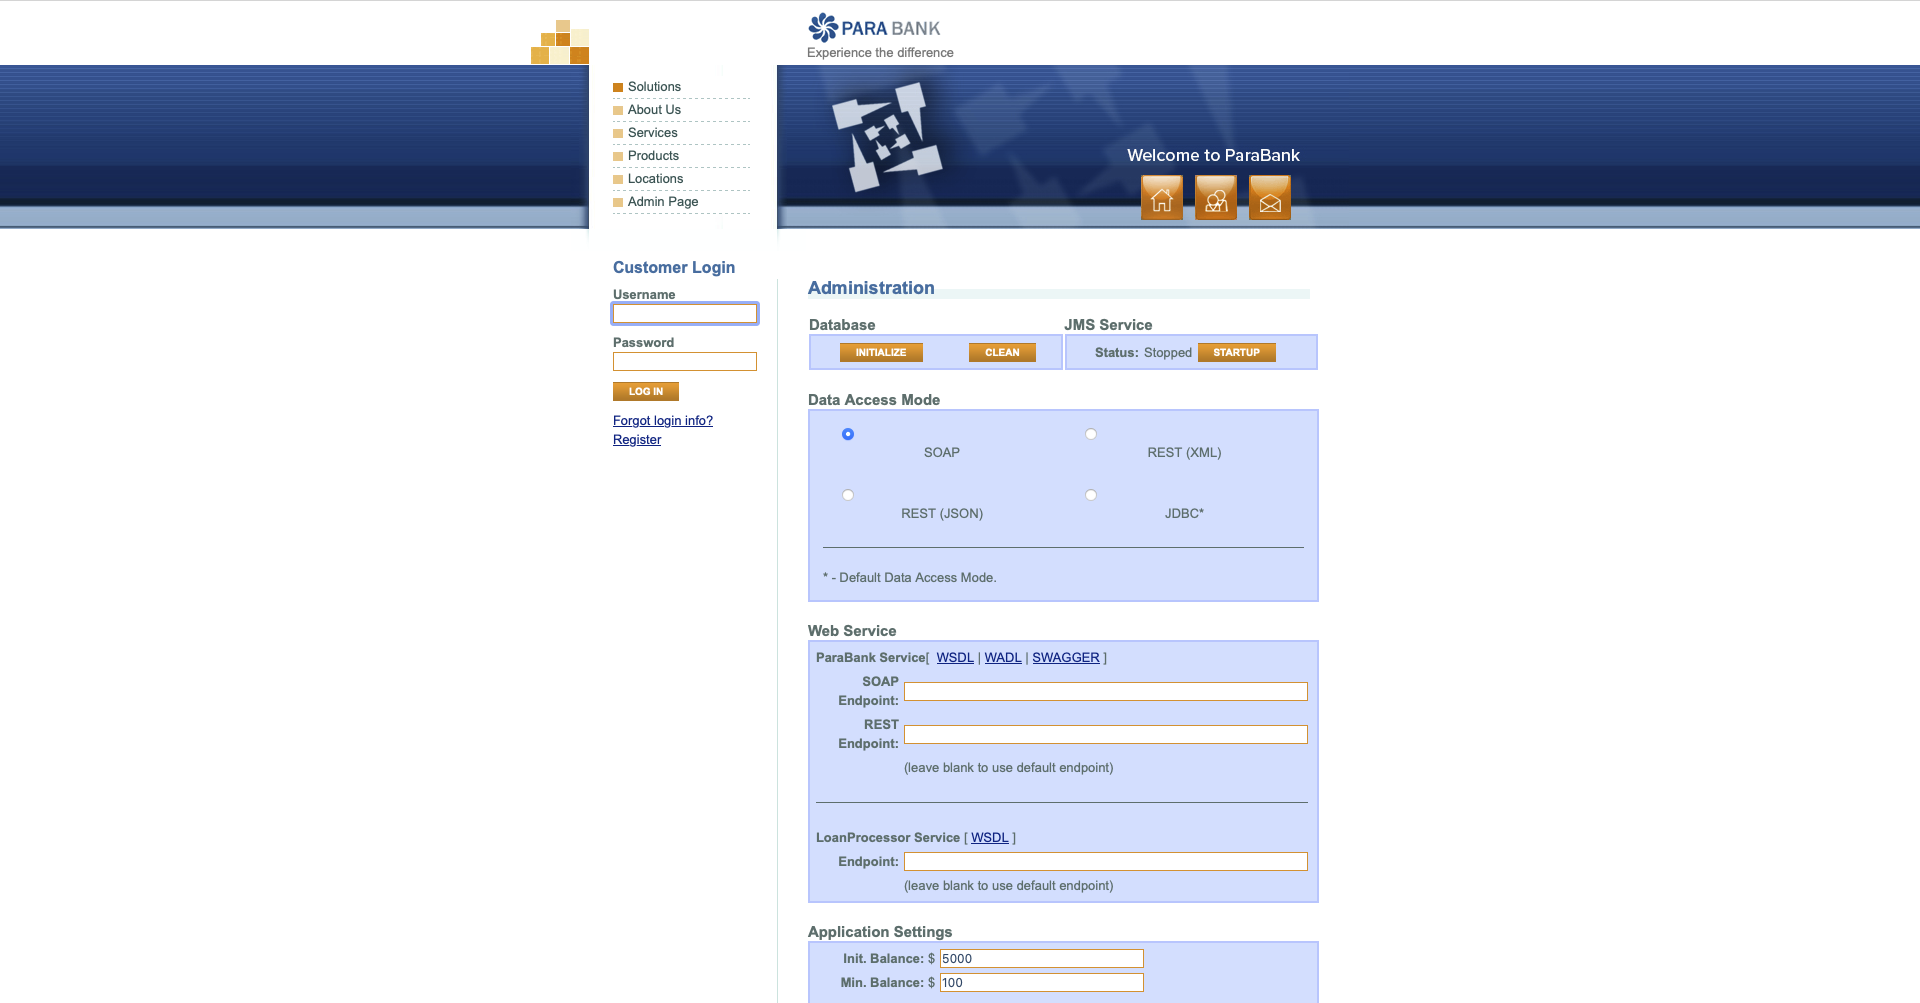 PARA BANK
Experience the difference
Solutions
About Us
Services
Products
Locations
Admin Page
Welcome to ParaBank
Customer Login
Username
Password
LOG IN
Forgot login info?
Register
Administration
Database
INITIALIZE CLEAN
JMS Service
Status: Stopped STARTUP
Data Access Mode
SOAP REST (XML)
REST (JSON) JDBC*
* - Default Data Access Mode.
Web Service
ParaBank Service[ WSDL | WADL | SWAGGER ]
SOAP
Endpoint:
REST
Endpoint:
(leave blank to use default endpoint)
LoanProcessor Service [ WSDL ]
Endpoint:
(leave blank to use default endpoint)
Application Settings
Init. Balance: $ 5000
Min. Balance: $ 100